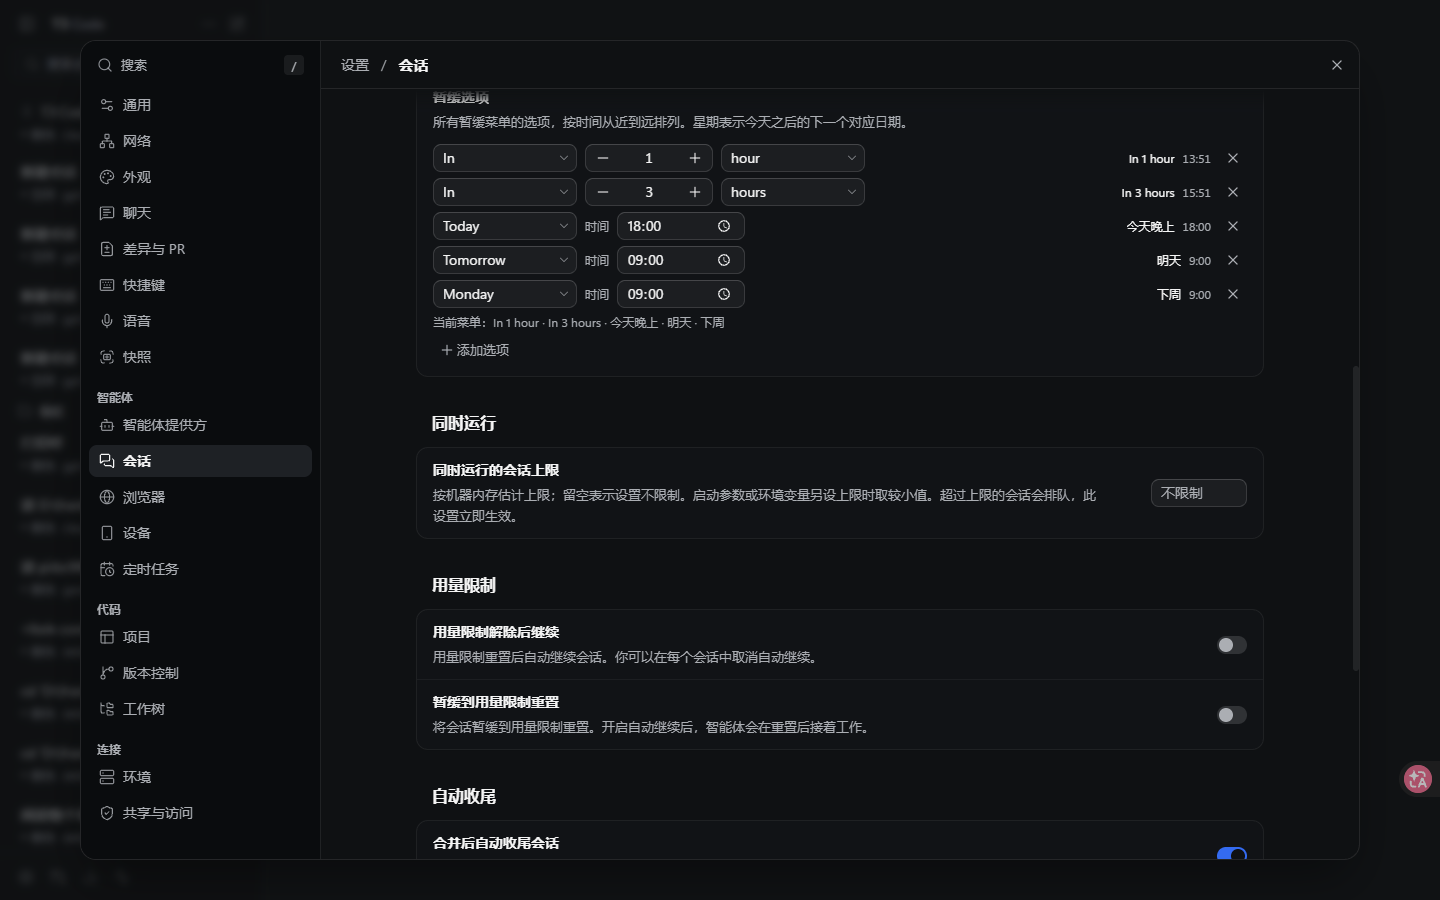 搜索
/
通用
网络
外观
聊天
差异与 PR
快捷键
语音
快照
智能体
智能体提供方
会话
浏览器
设备
定时任务
代码
项目
版本控制
工作树
连接
环境
共享与访问
设置 / 会话
暂缓选项
所有暂缓菜单的选项，按时间从近到远排列。星期表示今天之后的下一个对应日期。
In 1 hour In 1 hour 13:51
In 3 hours In 3 hours 15:51
Today 时间 18:00 今天晚上 18:00
Tomorrow 时间 09:00 明天 9:00
Monday 时间 09:00 下周 9:00
当前菜单：In 1 hour · In 3 hours · 今天晚上 · 明天 · 下周
添加选项
同时运行
同时运行的会话上限
按机器内存估计上限；留空表示设置不限制。启动参数或环境变量另设上限时取较小值。超过上限的会话会排队，此
设置立即生效。
不限制
用量限制
用量限制解除后继续
用量限制重置后自动继续会话。你可以在每个会话中取消自动继续。
暂缓到用量限制重置
将会话暂缓到用量限制重置。开启自动继续后，智能体会在重置后接着工作。
自动收尾
合并后自动收尾会话